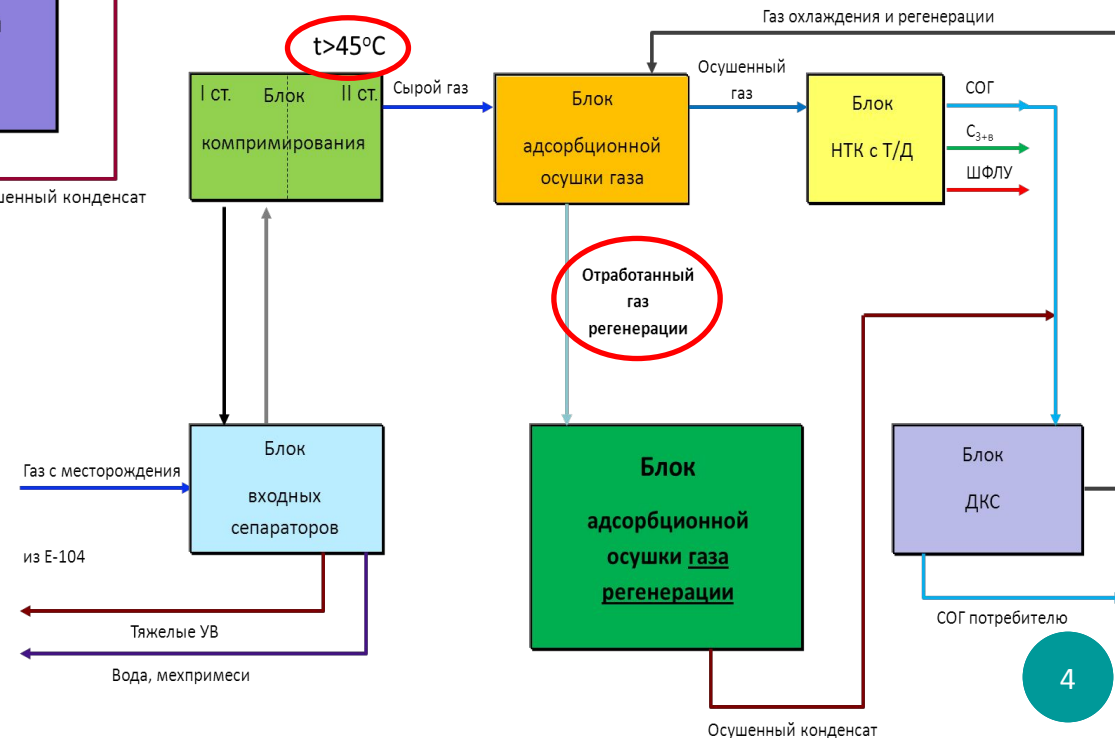 Газ охлаждения и регенерации
t>45°C
I ст. Блок II ст.
компримирования
Сырой газ
Блок
адсорбционной
осушки газа
Осушенный
газ
Блок
НТК с Т/Д
СОГ
С3+в
ШФЛУ
шенный конденсат
Отработанный
газ
регенерации
Газ с месторождения
Блок
входных
сепараторов
из Е-104
Тяжелые УВ
Вода, мехпримеси
Блок
адсорбционной
осушки газа
регенерации
Блок
ДКС
СОГ потребителю
4
Осушенный конденсат